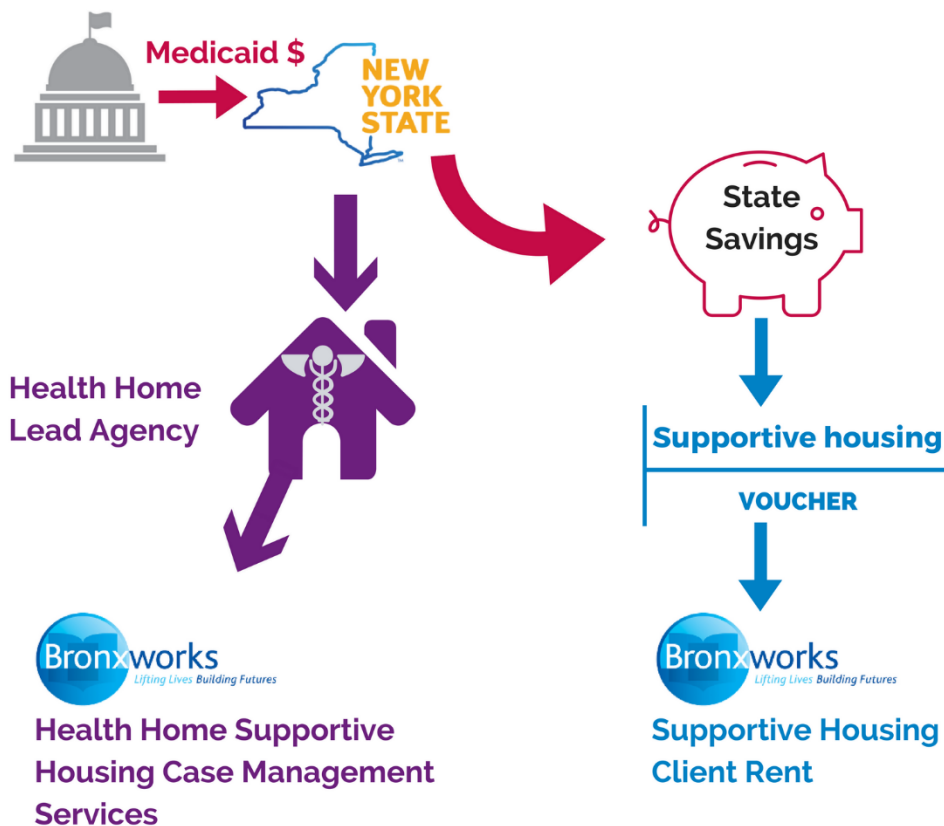 Medicaid $
NEW
YORK
STATE
State
Savings
Health Home
Lead Agency
Supportive housing
VOUCHER
Bronxworks
Lifting Lives Building Futures
Health Home Supportive
Housing Case Management
Services
Bronxworks
Lifting Lives Building Futures
Supportive Housing
Client Rent